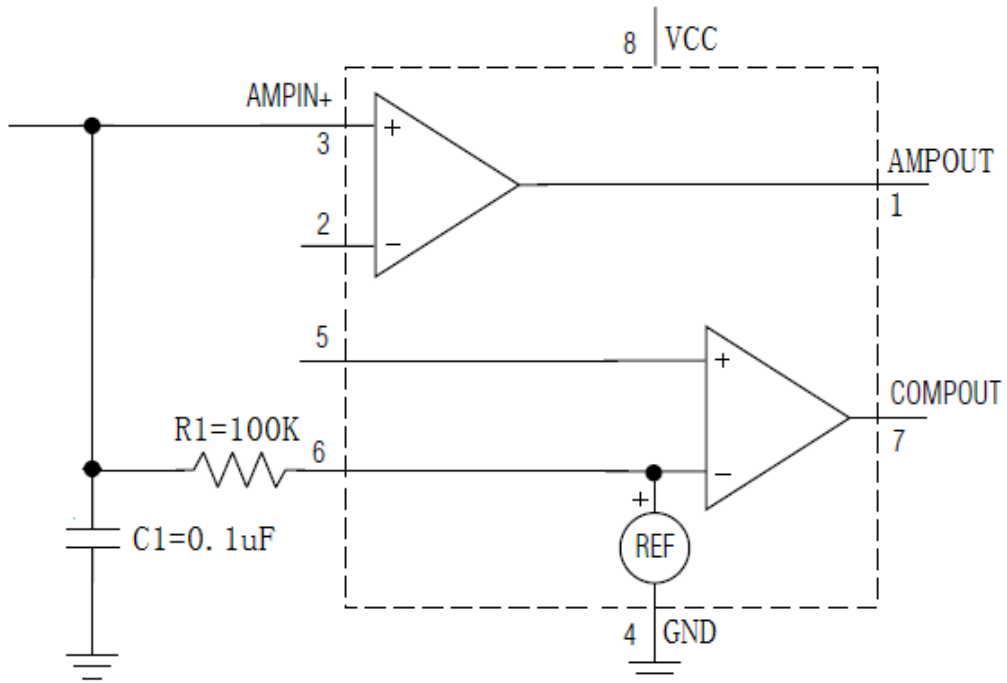 8 VCC
AMPIN+
3
+
AMPOUT
1
2
−
5
+
COMPOUT
7
R1=100K
6
−
+
C1=0.1uF
REF
4 GND